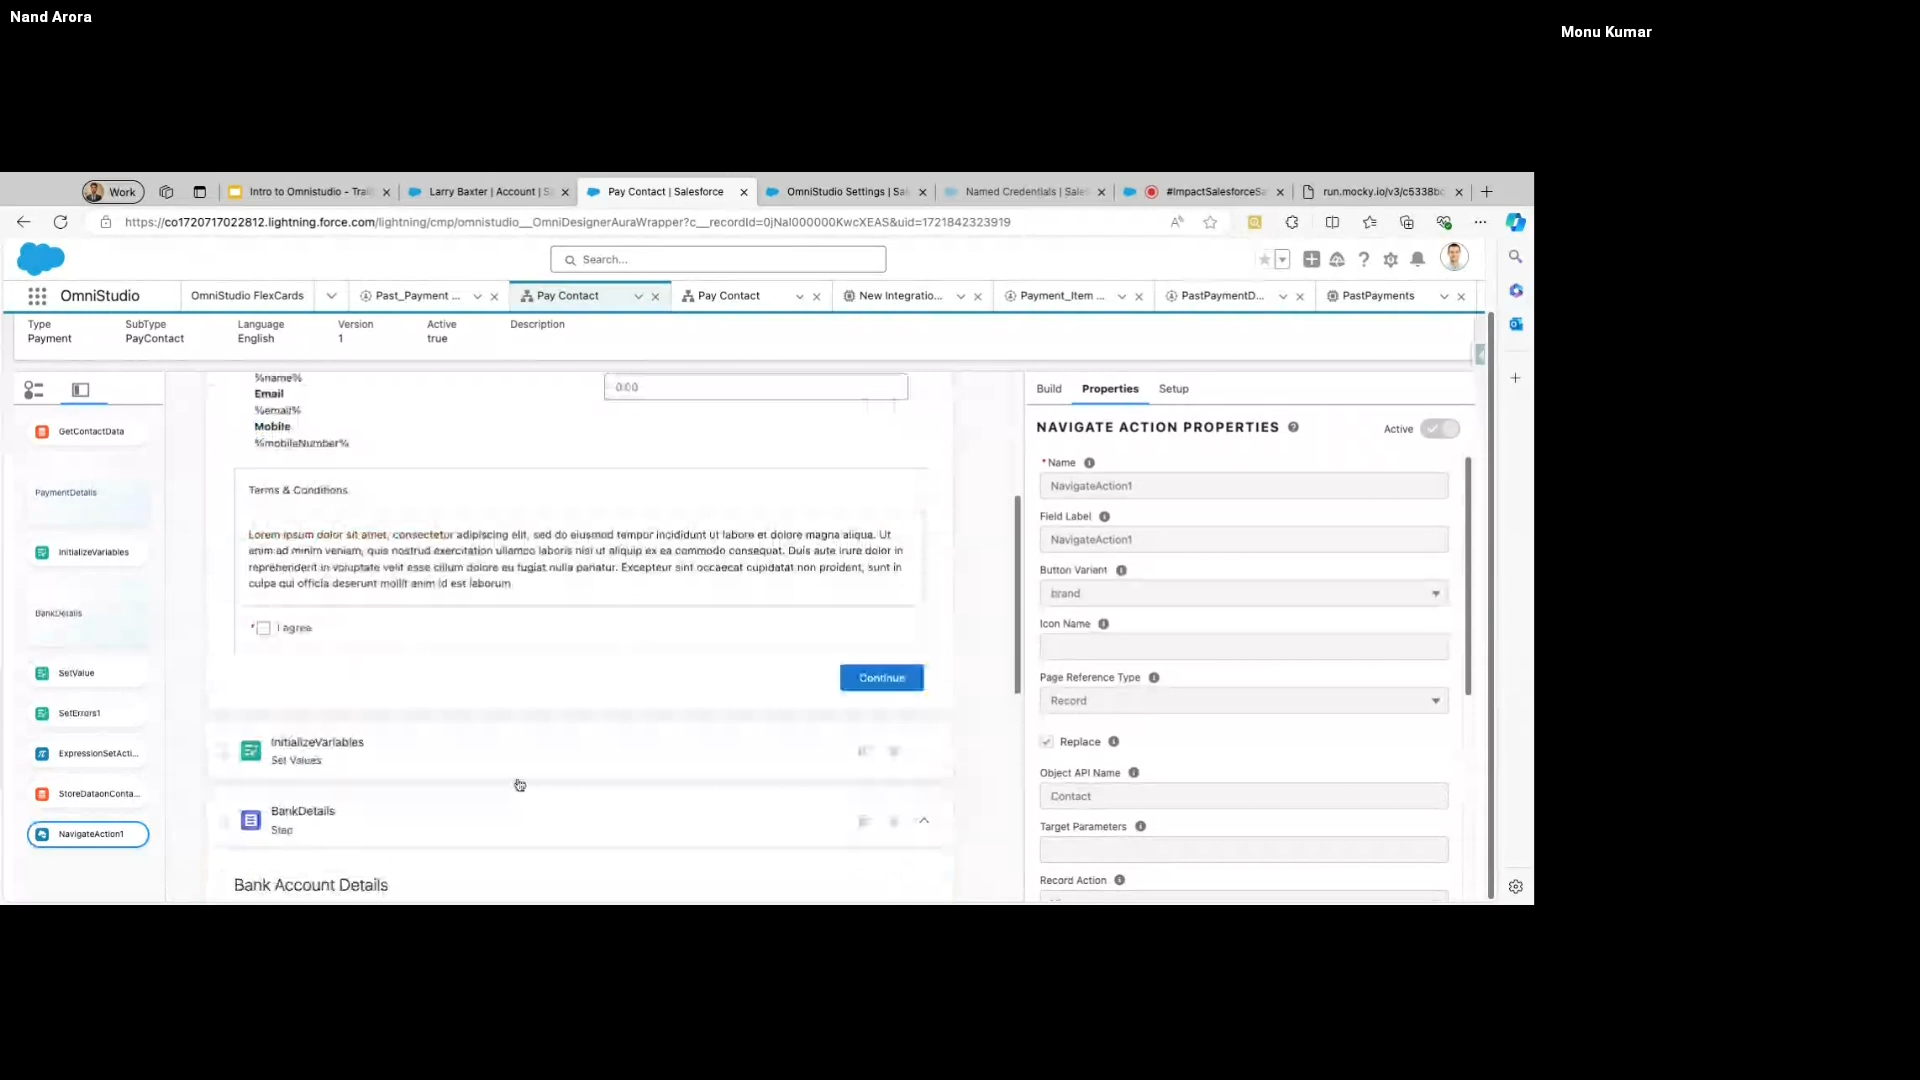 Nand Arora
Monu Kumar
Work
Intro to Omnistudio - Trail
Larry Baxter | Account | S
Pay Contact | Salesforce
OmniStudio Settings | Sa
Named Credentials | Sale
#ImpactSalesforceSa
run.mocky.io/v3/c5338b
https://co1720717022812.lightning.force.com/lightning/cmp/omnistudio__OmniDesignerAuraWrapper?c__recordId=0jNal000000KwcXEAS&uid=1721842323919
Search...
OmniStudio
OmniStudio FlexCards
Past_Payment ...
Pay Contact
Pay Contact
New Integratio...
Payment_Item ...
PastPaymentD...
PastPayments
Type
SubType
Language
Version
Active
Description
Payment
PayContact
English
1
true
GetContactData
PaymentDetails
InitializeVariables
BankDetails
SetValue
SetErrors1
ExpressionSetActi...
StoreDataonConta...
NavigateAction1
%name%
Email
%email%
Mobile
%mobileNumber%
0.00
Terms & Conditions
Lorem ipsum dolor sit amet, consectetur adipiscing elit, sed do eiusmod tempor incididunt ut labore et dolore magna aliqua. Ut
enim ad minim veniam, quis nostrud exercitation ullamco laboris nisi ut aliquip ex ea commodo consequat. Duis aute irure dolor in
reprehenderit in voluptate velit esse cillum dolore eu fugiat nulla pariatur. Excepteur sint occaecat cupidatat non proident, sunt in
culpa qui officia deserunt mollit anim id est laborum
* I agree
Continue
InitializeVariables
Set Values
BankDetails
Step
Bank Account Details
Build
Properties
Setup
NAVIGATE ACTION PROPERTIES
Active
* Name
NavigateAction1
Field Label
NavigateAction1
Button Variant
brand
Icon Name
Page Reference Type
Record
Replace
Object API Name
Contact
Target Parameters
Record Action